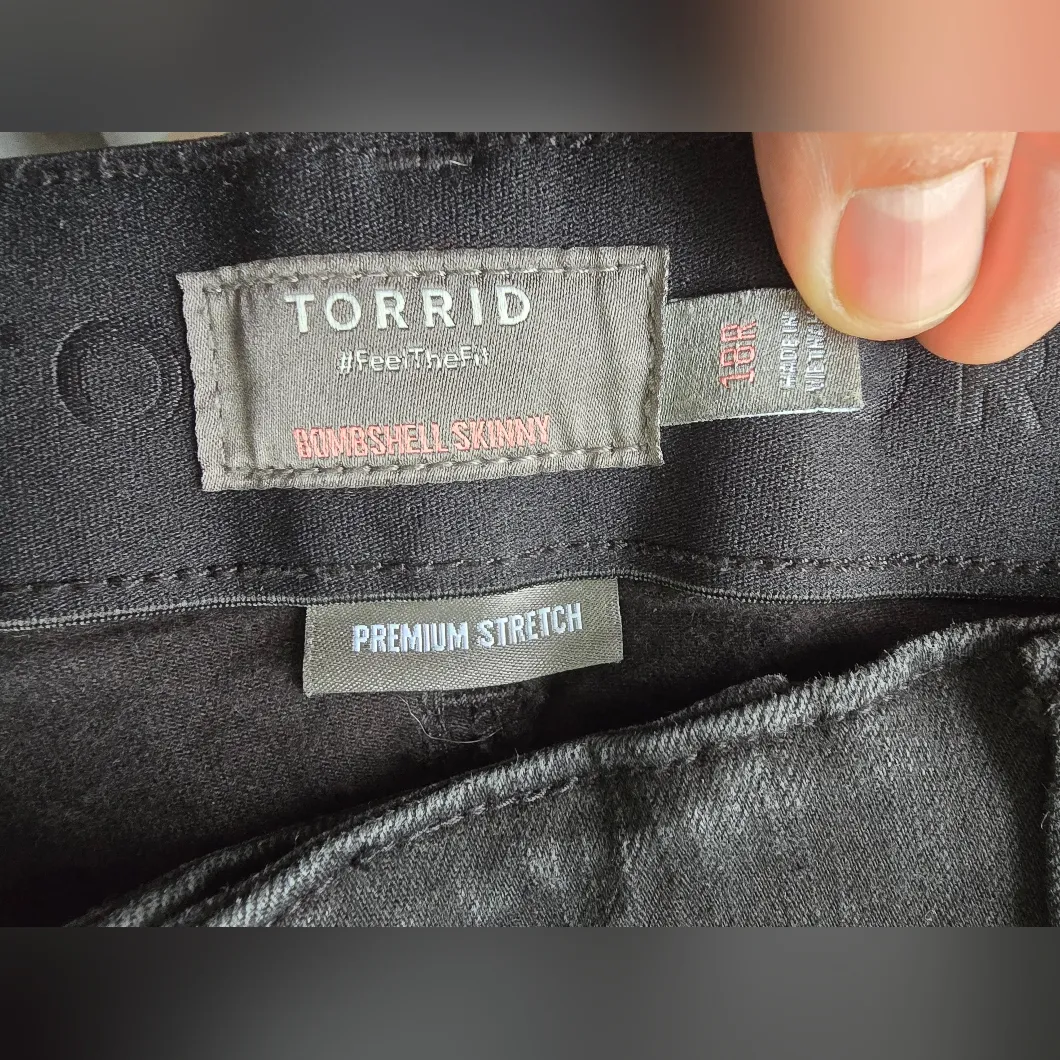 TORRID
#FeelTheFit
BOMBSHELL SKINNY
18R
MADE IN
VIETNAM
PREMIUM STRETCH